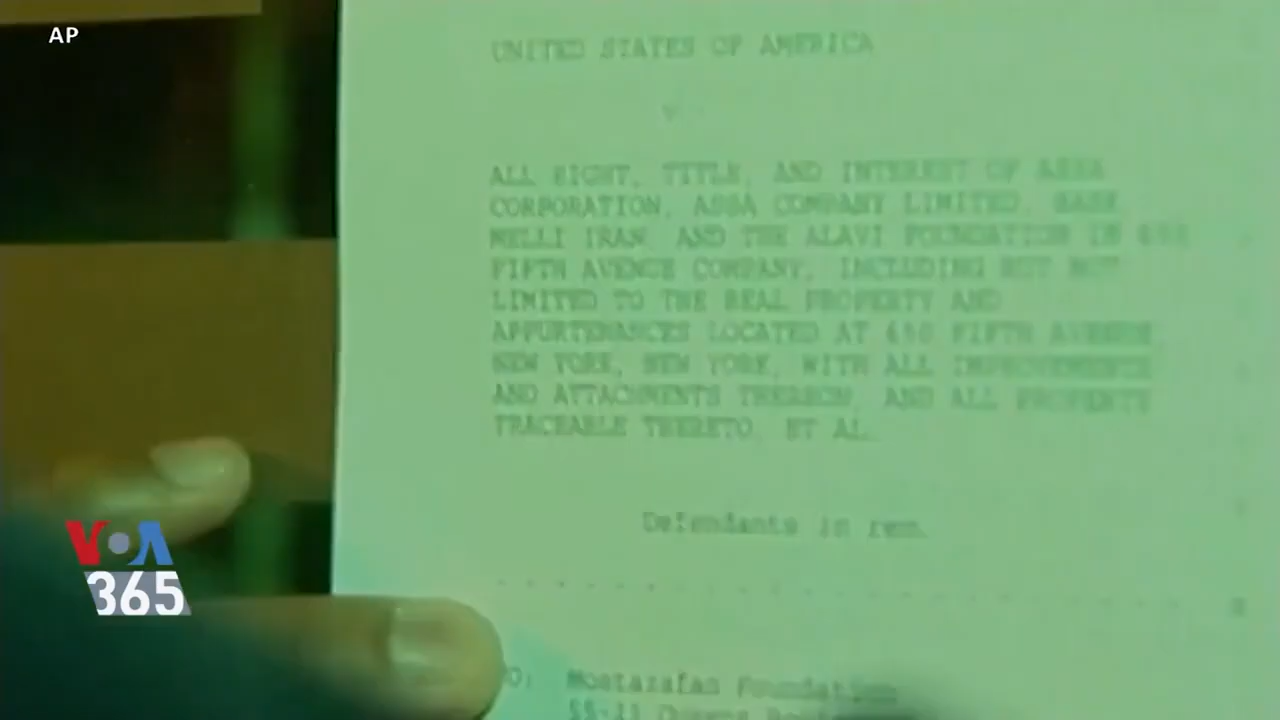 AP
UNITED STATES OF AMERICA
v
ALL RIGHT, TITLE, AND INTEREST OF ASSA
CORPORATION, ASSA COMPANY LIMITED, BANK
MELLI IRAN, AND THE ALAVI FOUNDATION IN 650
FIFTH AVENUE COMPANY, INCLUDING BUT NOT
LIMITED TO THE REAL PROPERTY AND
APPURTENANCES LOCATED AT 650 FIFTH AVENUE,
NEW YORK, NEW YORK, WITH ALL IMPROVEMENTS
AND ATTACHMENTS THEREON, AND ALL PROPERTY
TRACEABLE THERETO, ET AL.
Defendants in rem.
VOA
365
Mostazafan Foundation
55-11 Queens